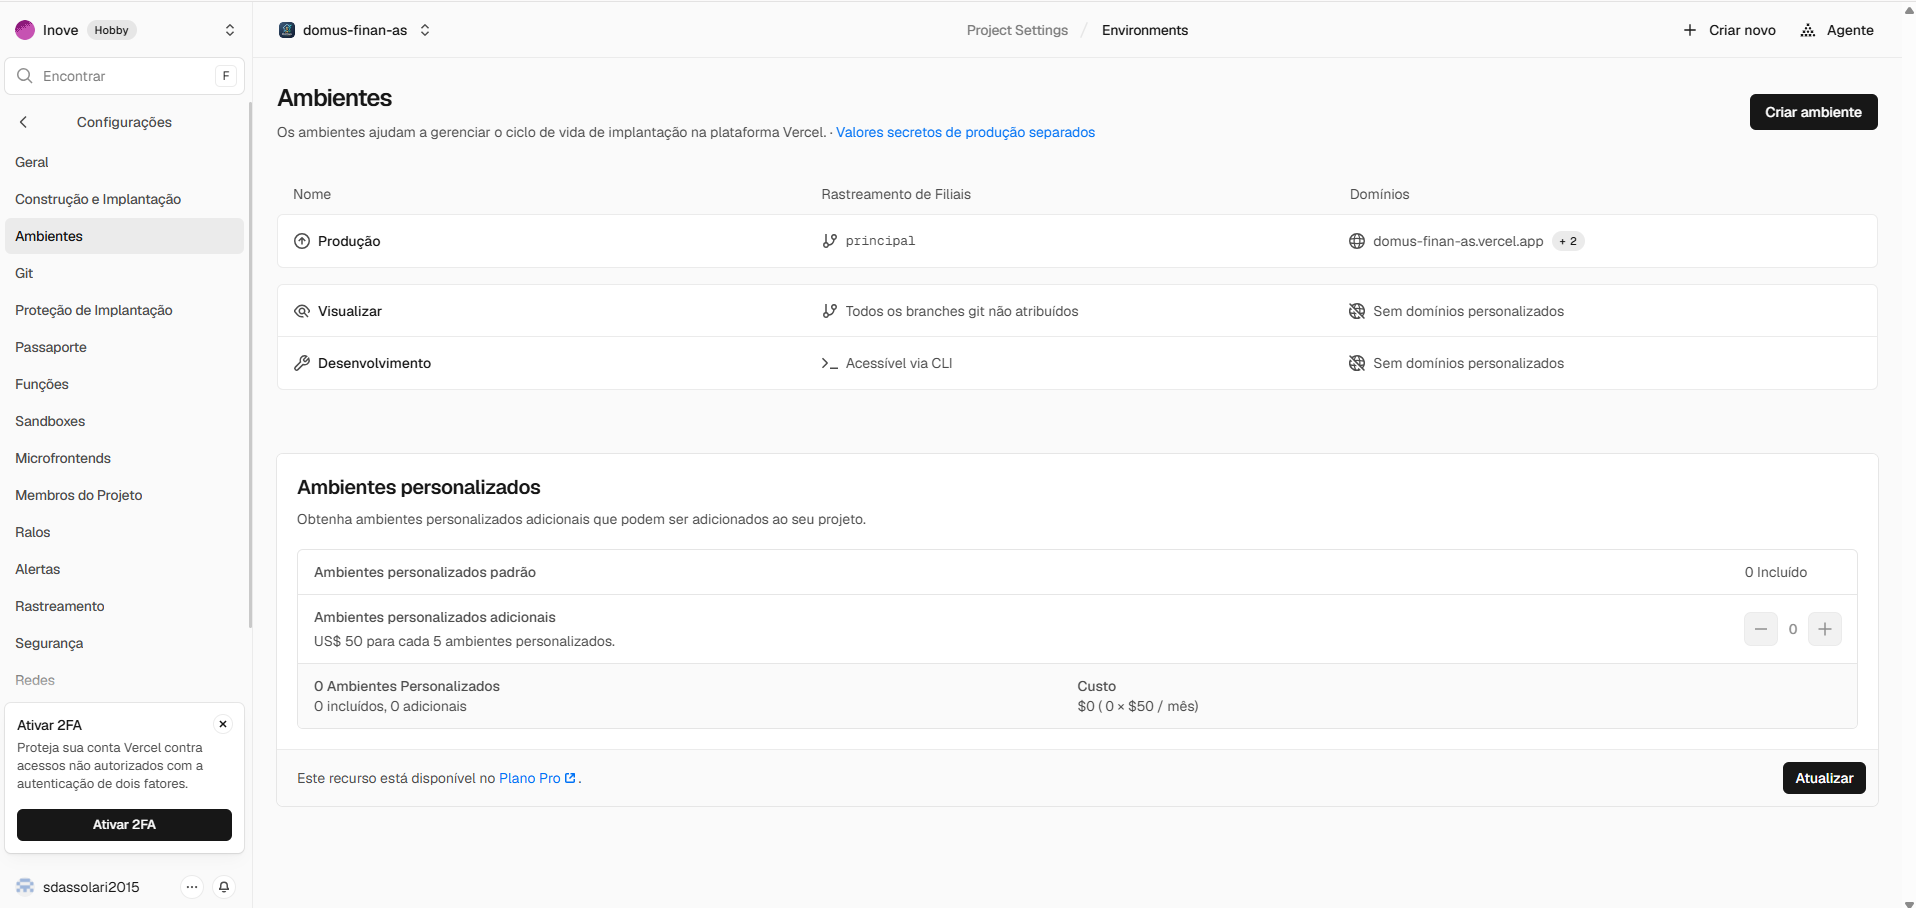 Inove Hobby
domus-finan-as
Project Settings / Environments
+ Criar novo
Agente
Encontrar F
Configurações
Geral
Construção e Implantação
Ambientes
Git
Proteção de Implantação
Passaporte
Funções
Sandboxes
Microfrontends
Membros do Projeto
Ralos
Alertas
Rastreamento
Segurança
Redes
Ativar 2FA
Proteja sua conta Vercel contra
acessos não autorizados com a
autenticação de dois fatores.
Ativar 2FA
sdassolari2015
Ambientes
Os ambientes ajudam a gerenciar o ciclo de vida de implantação na plataforma Vercel. · Valores secretos de produção separados
Criar ambiente
Nome Rastreamento de Filiais Domínios
Produção principal domus-finan-as.vercel.app + 2
Visualizar Todos os branches git não atribuídos Sem domínios personalizados
Desenvolvimento Acessível via CLI Sem domínios personalizados
Ambientes personalizados
Obtenha ambientes personalizados adicionais que podem ser adicionados ao seu projeto.
Ambientes personalizados padrão 0 Incluído
Ambientes personalizados adicionais
US$ 50 para cada 5 ambientes personalizados.
− 0 +
0 Ambientes Personalizados Custo
0 incluídos, 0 adicionais $0 ( 0 × $50 / mês)
Este recurso está disponível no Plano Pro .
Atualizar